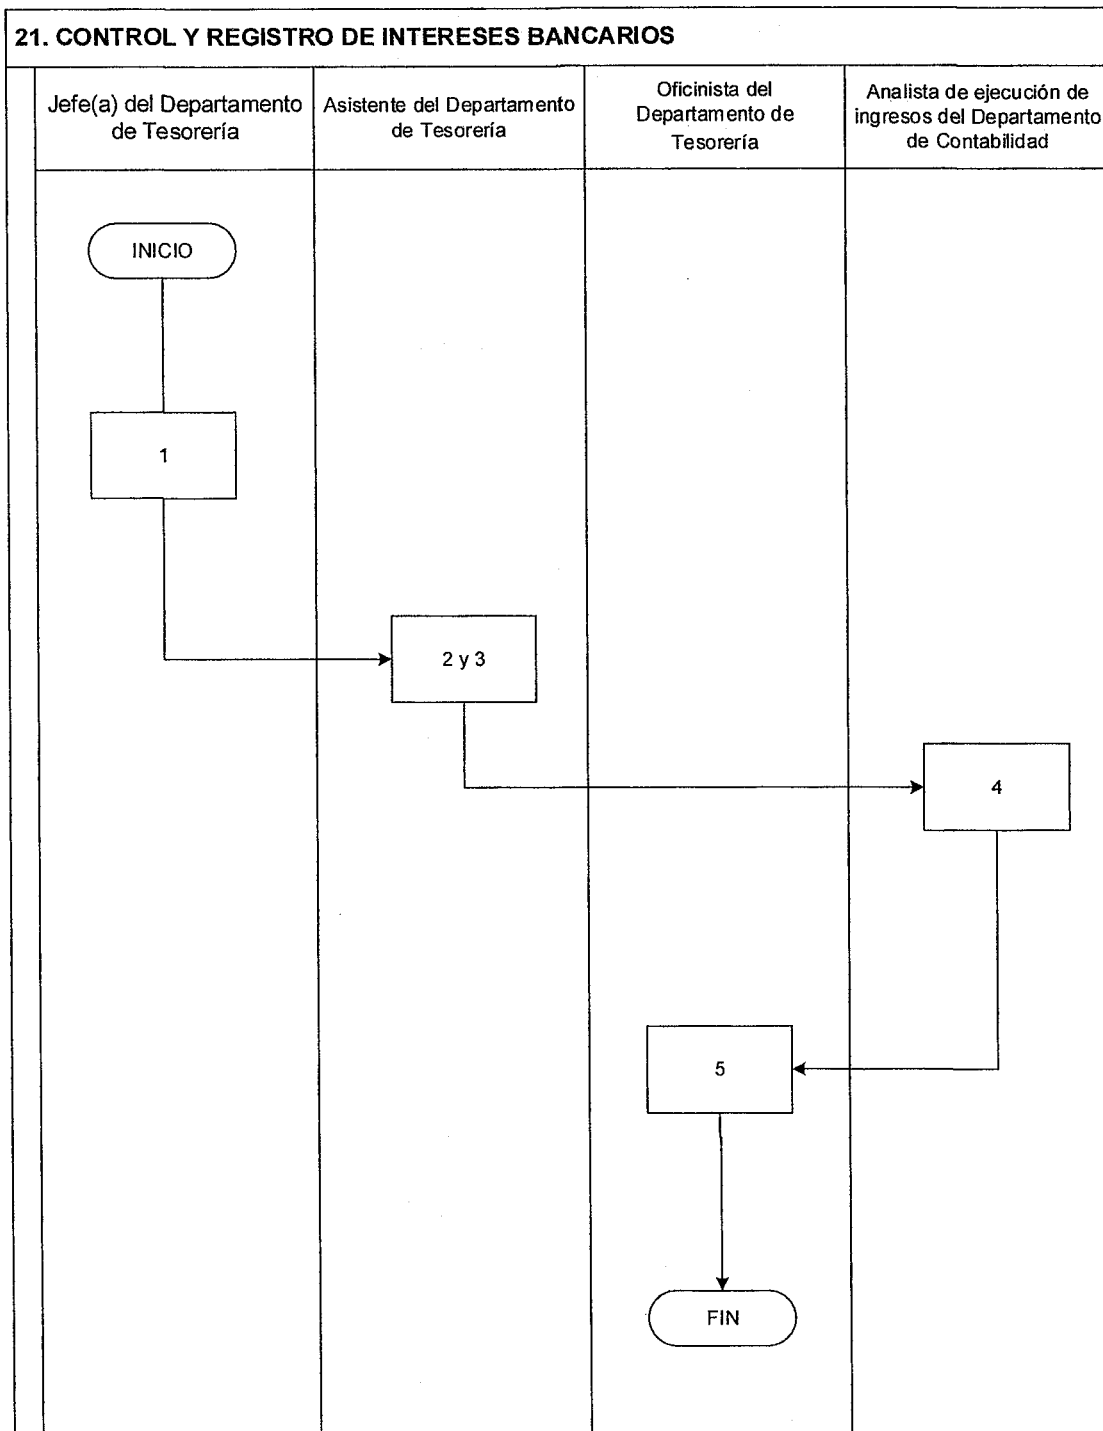 21. CONTROL Y REGISTRO DE INTERESES BANCARIOS
Jefe(a) del Departamento
de Tesorería
Asistente del Departamento
de Tesorería
Oficinista del
Departamento de
Tesorería
Analista de ejecución de
ingresos del Departamento
de Contabilidad
INICIO
1
2 y 3
4
5
FIN